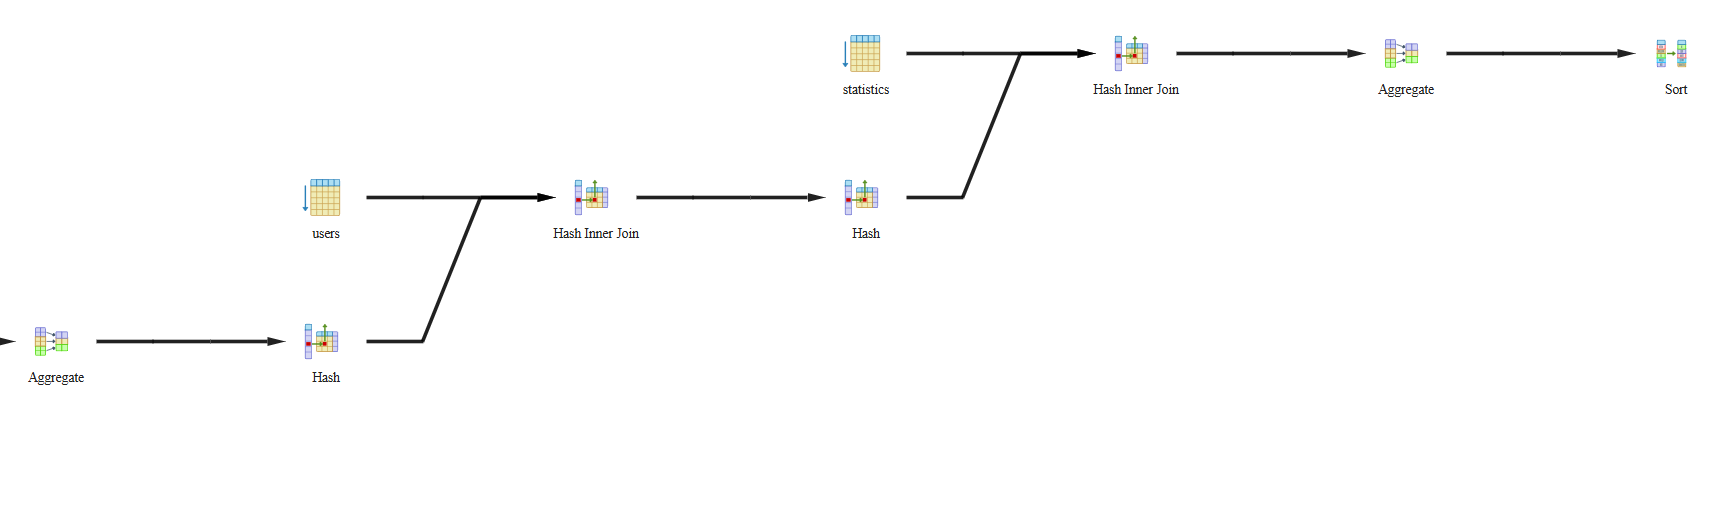 statistics
Hash Inner Join
Aggregate
Sort
users
Hash Inner Join
Hash
Aggregate
Hash